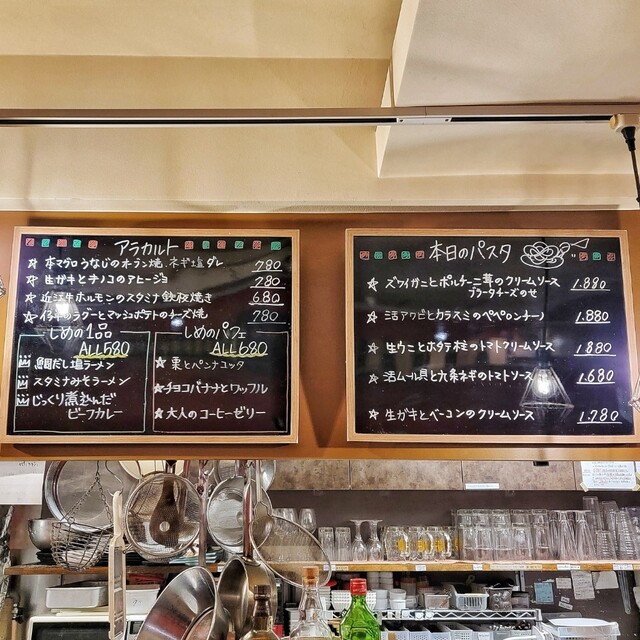 アラカルト
☆ 本マグロうなじのオーブン焼 ネギ塩ダレ 780
☆ 生ガキとキノコのアヒージョ 780
☆ 近江牛ホルモンのスタミナ鉄板焼き 680
☆ イタ牛のラグーとマッシュポテトのチーズ焼 780
しめの1品
ALL680
鯛だし塩ラーメン
スタミナみそラーメン
じっくり煮込んだ
ビーフカレー
しめのパフェ
ALL680
☆ 栗とパンナコッタ
☆ チョコバナナとワッフル
☆ 大人のコーヒーゼリー
本日のパスタ
☆ ズワイガニとポルチーニ茸のクリームソース 1.880
ブラータチーズのせ
☆ 活アワビとカラスミのペペロンチーノ 1.880
☆ 生ウニとホタテ柱のトマトクリームソース 1880
☆ 活ムール貝と九条ネギのトマトソース 1.680
☆ 生ガキとベーコンのクリームソース 1.780